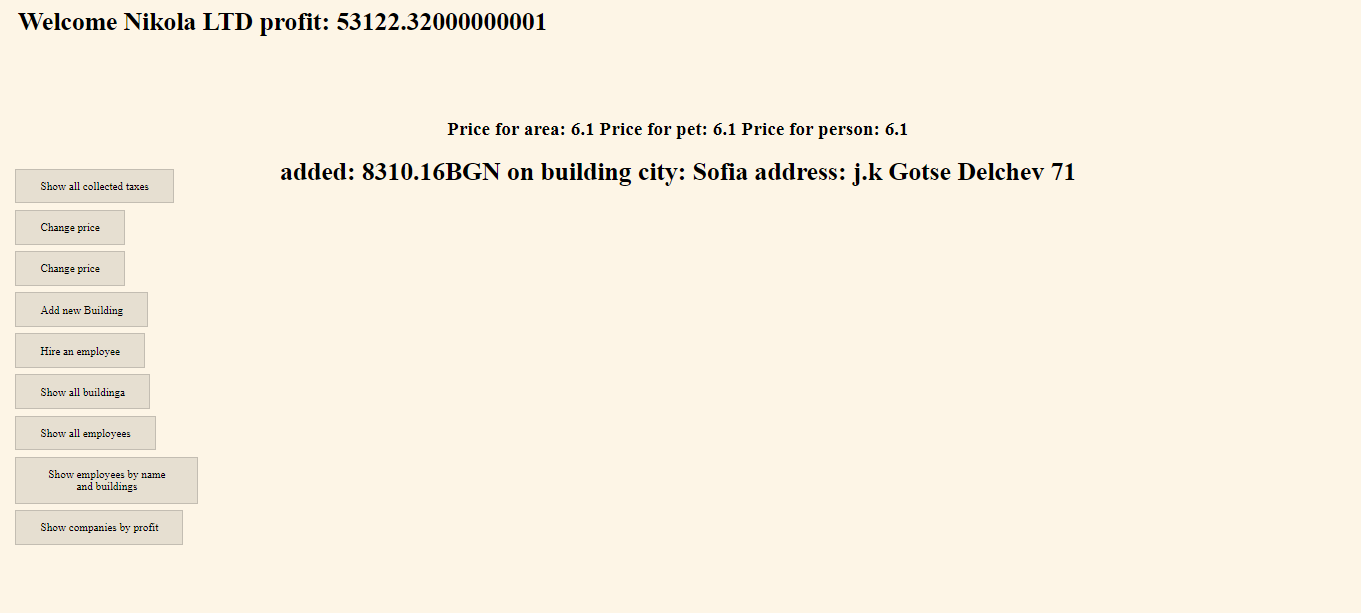 Welcome Nikola LTD profit: 53122.32000000001
Price for area: 6.1 Price for pet: 6.1 Price for person: 6.1
added: 8310.16BGN on building city: Sofia address: j.k Gotse Delchev 71
Show all collected taxes
Change price
Change price
Add new Building
Hire an employee
Show all buildinga
Show all employees
Show employees by name
and buildings
Show companies by profit